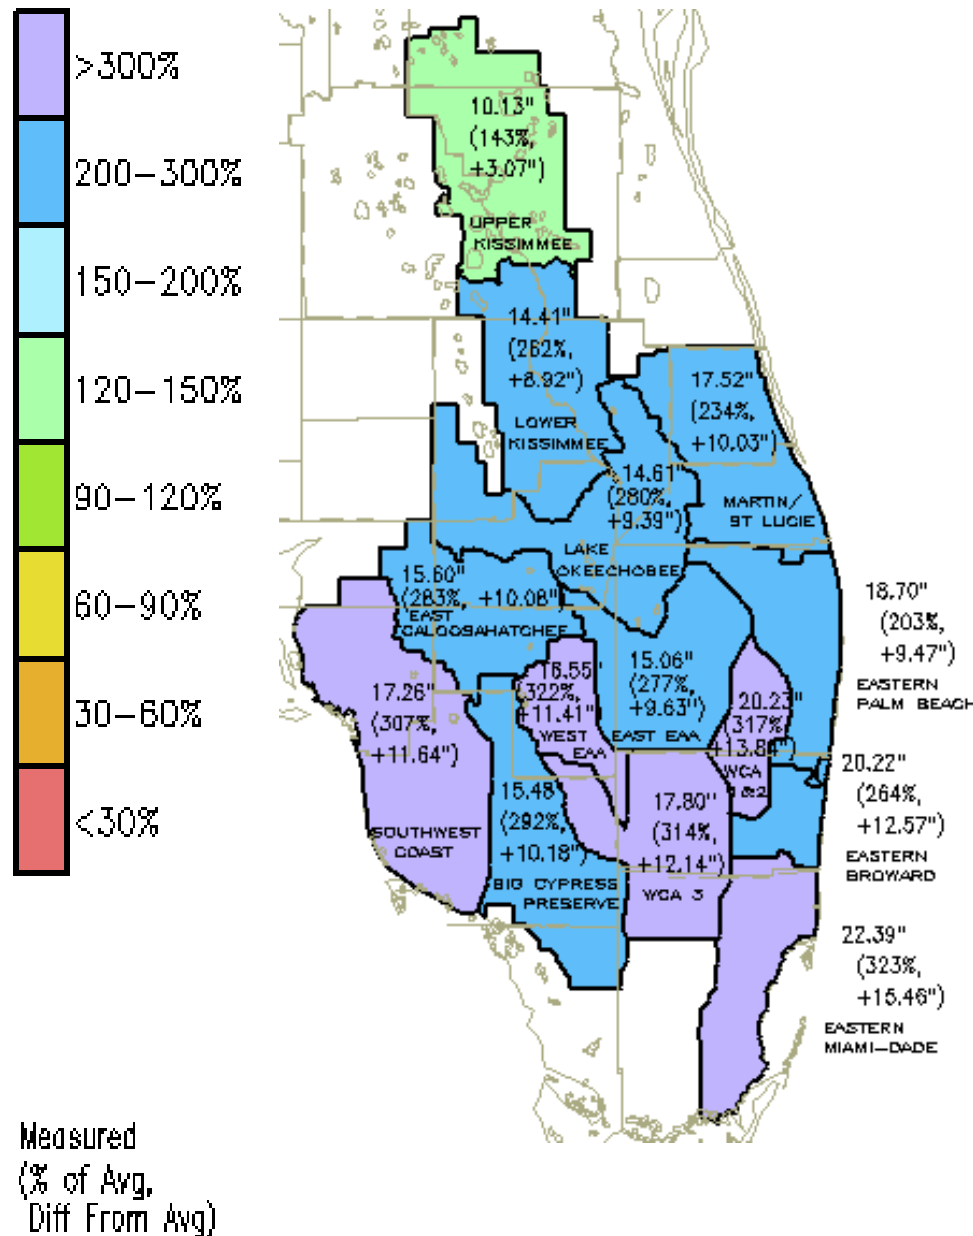 >300%
200-300%
150-200%
120-150%
90-120%
60-90%
30-60%
<30%
10.13"
(143%,
+3.07")
UPPER
KISSIMMEE
14.41"
(262%,
+8.92")
LOWER
KISSIMMEE
17.52"
(234%,
+10.03")
MARTIN/
ST LUCIE
14.61"
(280%,
+9.39")
LAKE
OKEECHOBEE
15.60"
(283%, +10.08")
EAST
CALOOSAHATCHEE
18.70"
(203%,
+9.47")
EASTERN
PALM BEACH
16.55"
(322%,
+11.41")
WEST
EAA
15.06"
(277%,
+9.63")
EAST EAA
20.23"
(317%,
+13.84")
WCA
1&2
17.26"
(307%,
+11.64")
SOUTHWEST
COAST
15.48"
(292%,
+10.18")
BIG CYPRESS
PRESERVE
17.80"
(314%,
+12.14")
WCA 3
20.22"
(264%,
+12.57")
EASTERN
BROWARD
22.39"
(323%,
+15.46")
EASTERN
MIAMI-DADE
Measured
(% of Avg,
Diff From Avg)